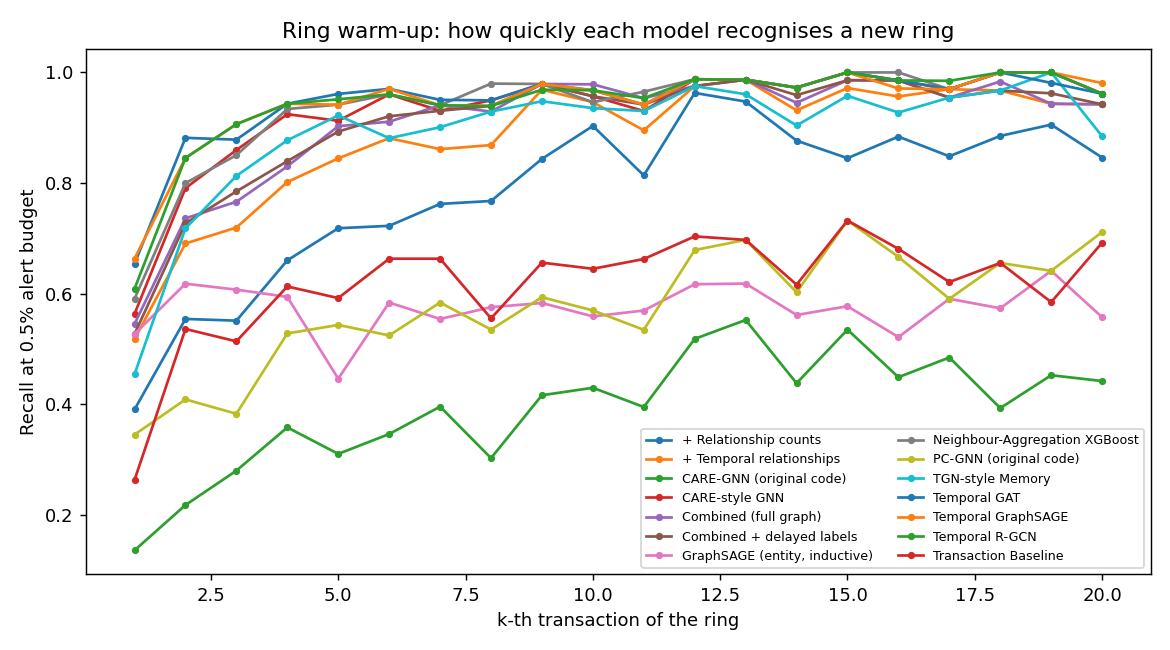 Ring warm-up: how quickly each model recognises a new ring
Recall at 0.5% alert budget
1.0
0.8
0.6
0.4
0.2
2.5 5.0 7.5 10.0 12.5 15.0 17.5 20.0
k-th transaction of the ring
+ Relationship counts
+ Temporal relationships
CARE-GNN (original code)
CARE-style GNN
Combined (full graph)
Combined + delayed labels
GraphSAGE (entity, inductive)
Neighbour-Aggregation XGBoost
PC-GNN (original code)
TGN-style Memory
Temporal GAT
Temporal GraphSAGE
Temporal R-GCN
Transaction Baseline